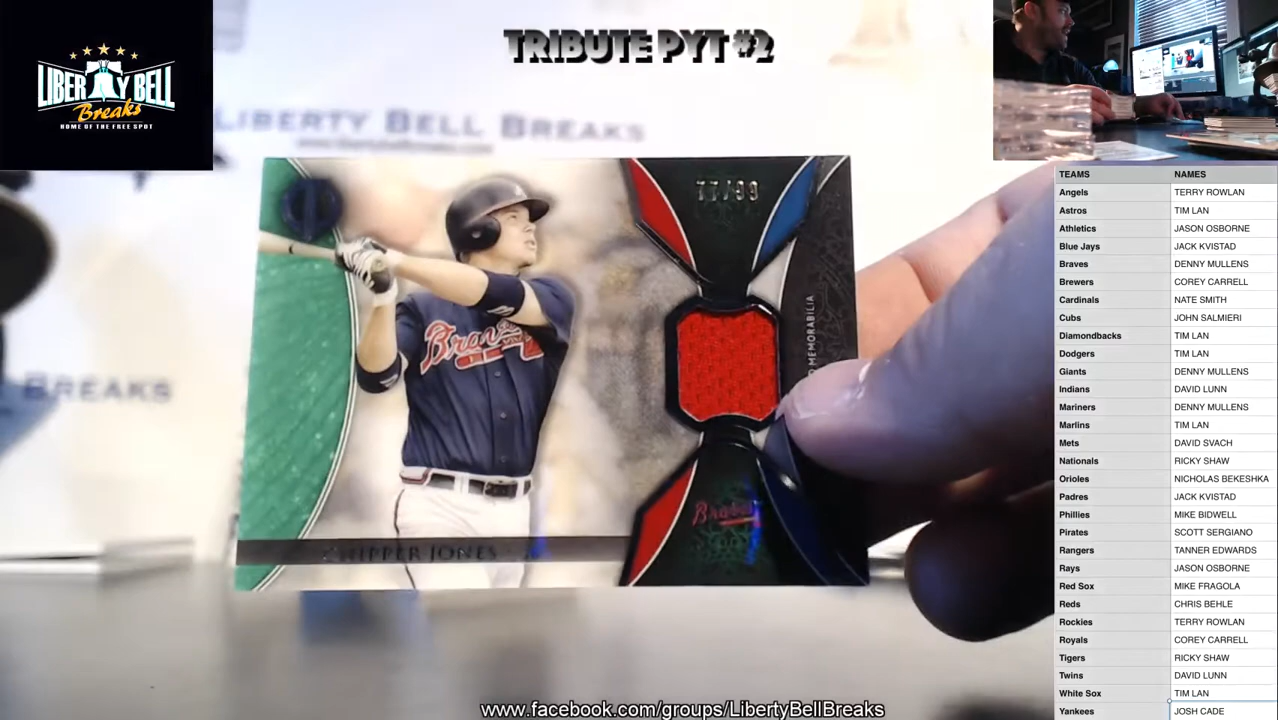 TRIBUTE PYT #2
LIBERTY BELL
Breaks
HOME OF THE FREE SPOT
LIBERTY BELL BREAKS
BREAKS
77/99
Braves
MEMORABILIA
Braves
CHIPPER JONES
www.facebook.com/groups/LibertyBellBreaks
TEAMS NAMES
Angels TERRY ROWLAN
Astros TIM LAN
Athletics JASON OSBORNE
Blue Jays JACK KVISTAD
Braves DENNY MULLENS
Brewers COREY CARRELL
Cardinals NATE SMITH
Cubs JOHN SALMIERI
Diamondbacks TIM LAN
Dodgers TIM LAN
Giants DENNY MULLENS
Indians DAVID LUNN
Mariners DENNY MULLENS
Marlins TIM LAN
Mets DAVID SVACH
Nationals RICKY SHAW
Orioles NICHOLAS BEKESHKA
Padres JACK KVISTAD
Phillies MIKE BIDWELL
Pirates SCOTT SERGIANO
Rangers TANNER EDWARDS
Rays JASON OSBORNE
Red Sox MIKE FRAGOLA
Reds CHRIS BEHLE
Rockies TERRY ROWLAN
Royals COREY CARRELL
Tigers RICKY SHAW
Twins DAVID LUNN
White Sox TIM LAN
Yankees JOSH CADE